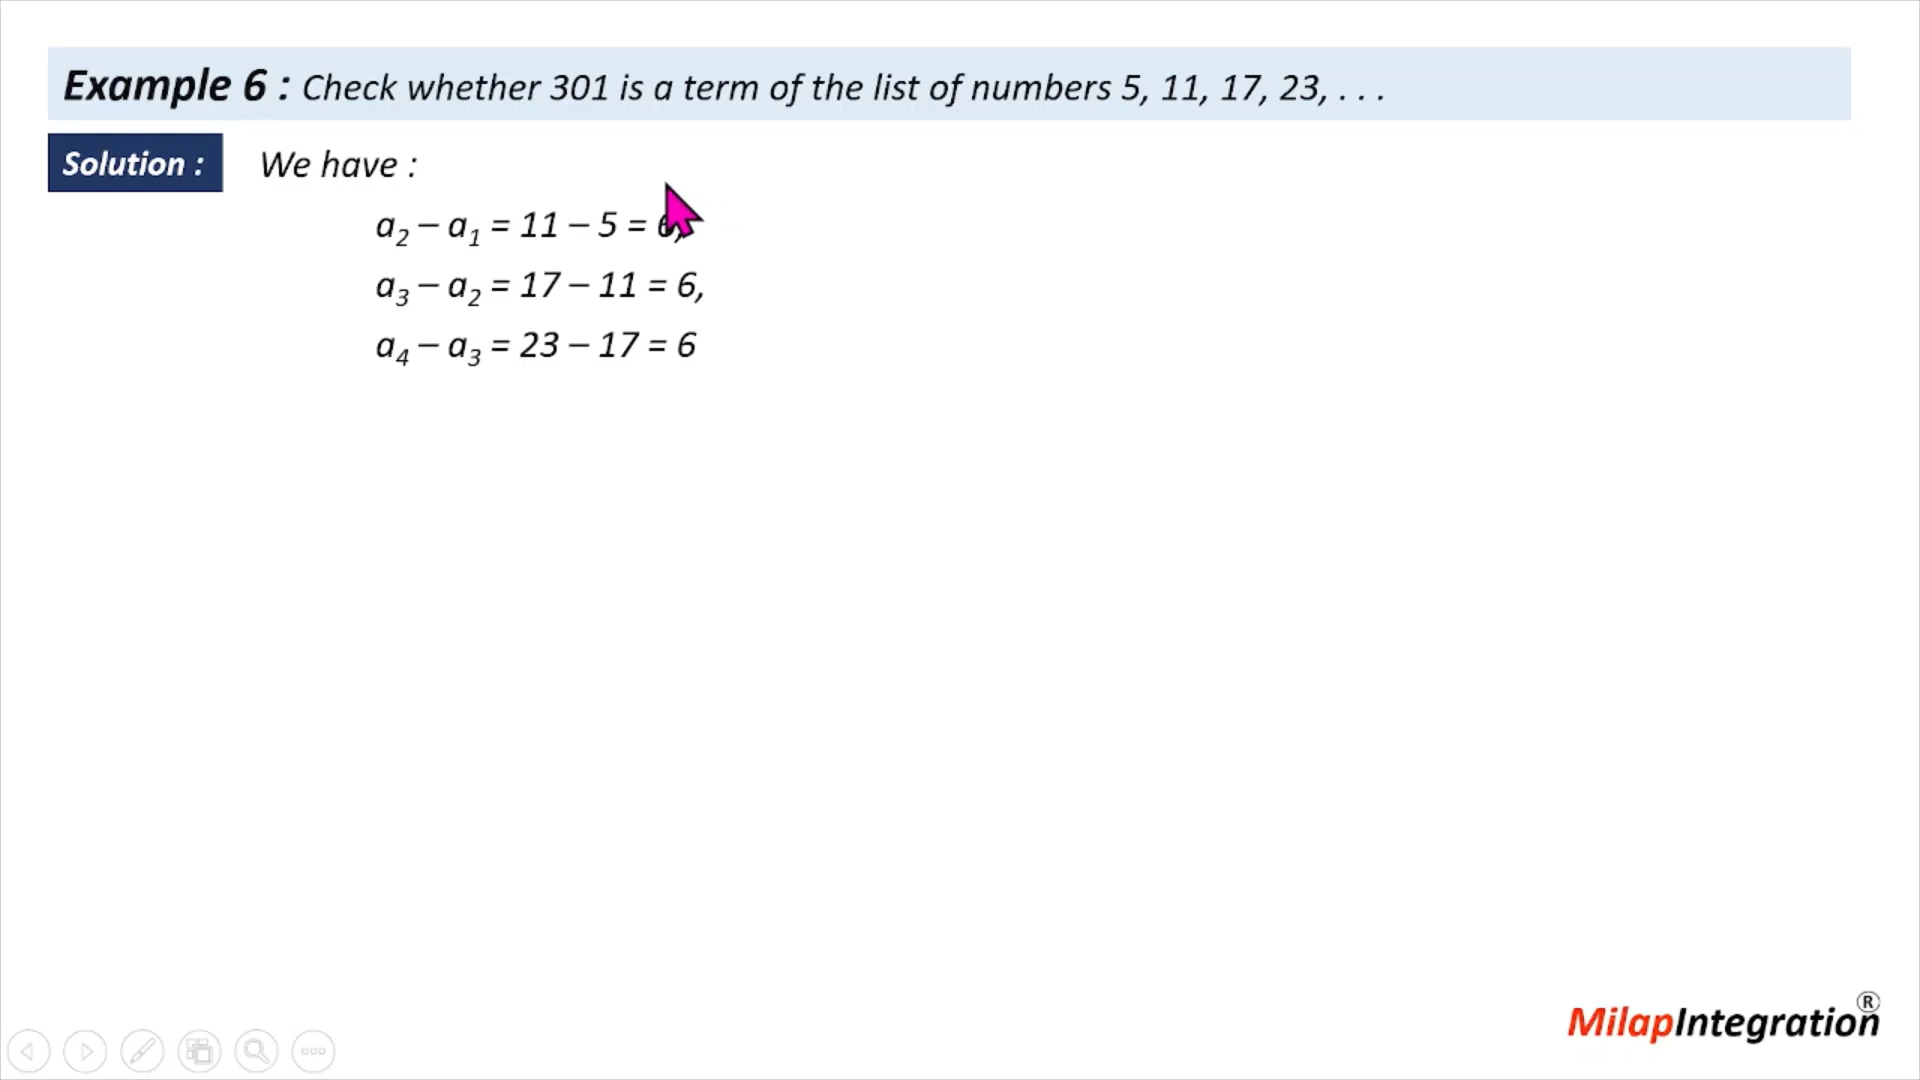 Example 6 : Check whether 301 is a term of the list of numbers 5, 11, 17, 23, . . .
Solution : We have :
a₂ – a₁ = 11 – 5 = 6,
a₃ – a₂ = 17 – 11 = 6,
a₄ – a₃ = 23 – 17 = 6
MilapIntegration®